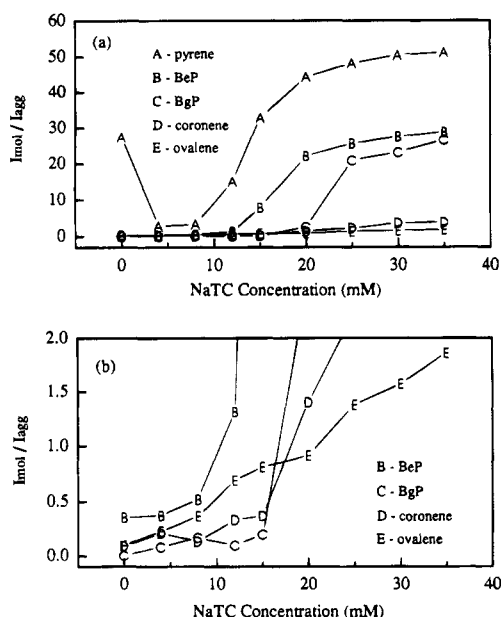 (a)
A - pyrene
B - BeP
C - BgP
D - coronene
E - ovalene
Imol / Iagg
60
50
40
30
20
10
0
0 10 20 30 40
NaTC Concentration (mM)
(b)
B - BeP
C - BgP
D - coronene
E - ovalene
Imol / Iagg
2.0
1.5
1.0
0.5
0.0
0 10 20 30 40
NaTC Concentration (mM)